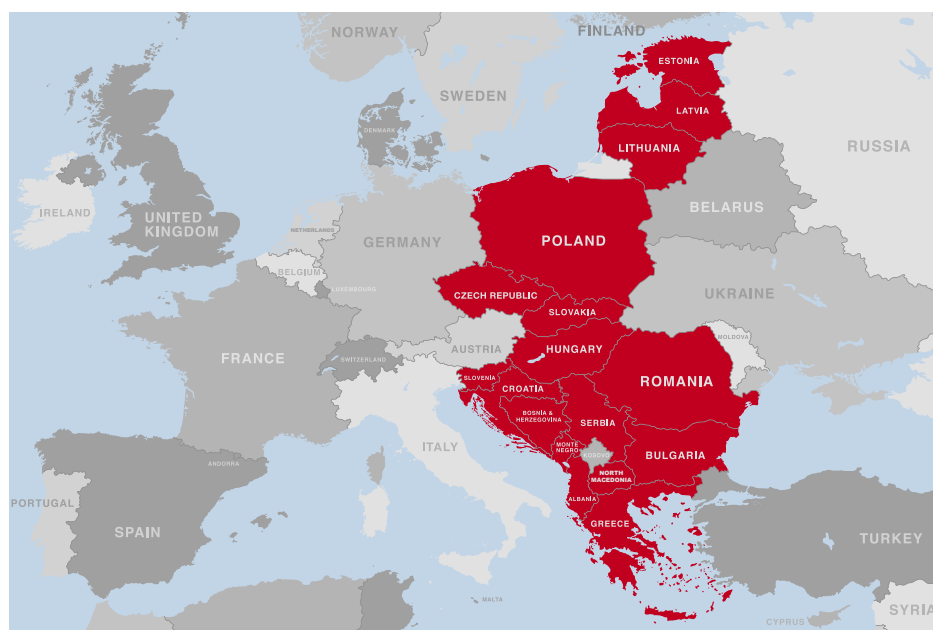 NORWAY
FINLAND
ESTONIA
SWEDEN
LATVIA
DENMARK
LITHUANIA
RUSSIA
IRELAND
UNITED
KINGDOM
BELARUS
NETHERLANDS
GERMANY
POLAND
BELGIUM
LUXEMBOURG
CZECH REPUBLIC
UKRAINE
SLOVAKIA
MOLDOVA
AUSTRIA
HUNGARY
FRANCE
SWITZERLAND
SLOVENIA
ROMANIA
CROATIA
BOSNIA &
HERZEGOVINA
SERBIA
ITALY
MONTE
NEGRO
KOSOVO
BULGARIA
ANDORRA
NORTH
MACEDONIA
PORTUGAL
ALBANIA
SPAIN
GREECE
TURKEY
MALTA
CYPRUS
SYRIA